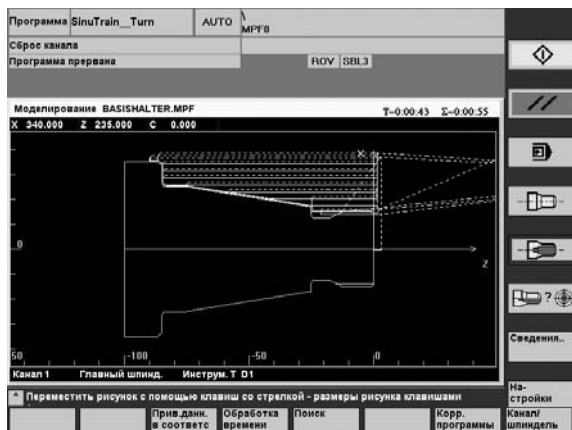 Программа SinuTrain__Turn AUTO \
MPF0
Сброс канала
Программа прервана ROV SBL3
Моделирование BASISHALTER.MPF T-0:00:43 Σ-0:00:55
X 340.000 Z 235.000 C 0.000
0
Z
50 -100 -50 0
Канал 1 Главный шпинд. Инструм. T D1
Переместить рисунок с помощью клавиш со стрелкой - размеры рисунка клавишами
?
Сведения..
На-
стройки
Прив.данн. Обработка Поиск Корр. Канал/
в соответс времени программы шпиндель